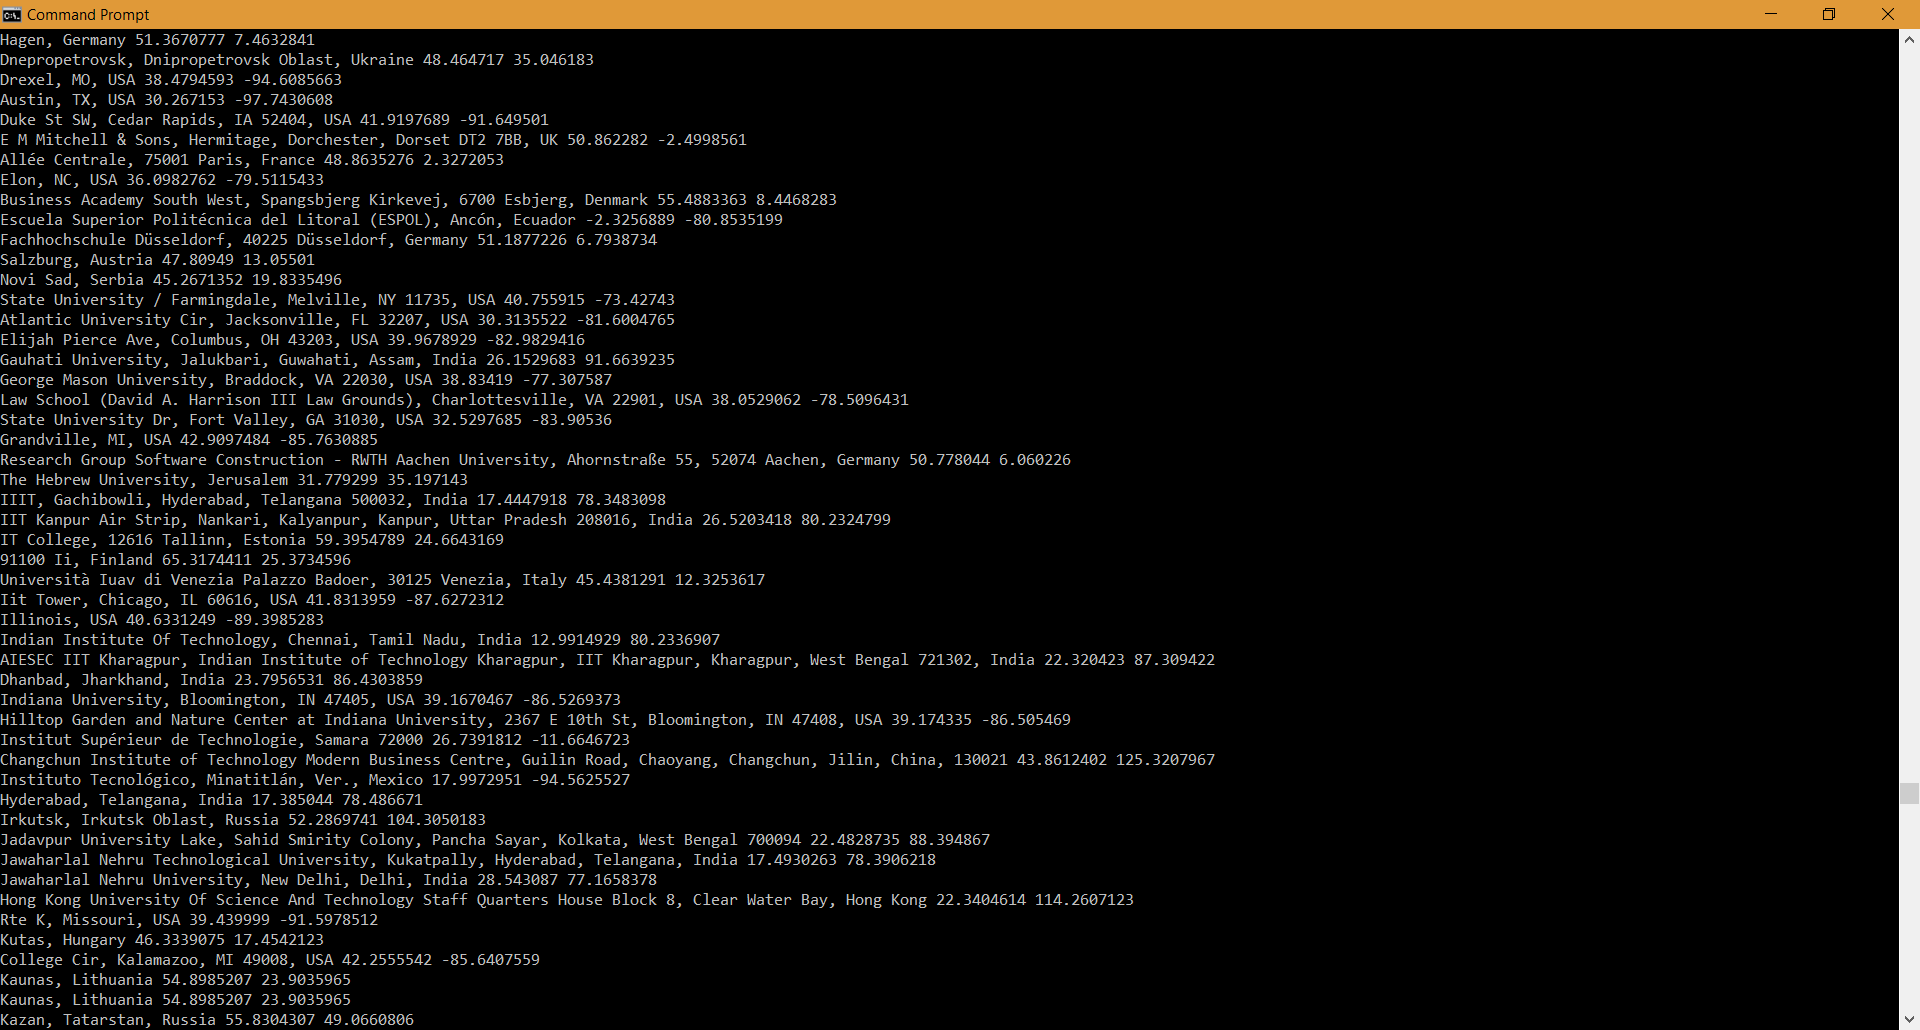 Command Prompt
Hagen, Germany 51.3670777 7.4632841
Dnepropetrovsk, Dnipropetrovsk Oblast, Ukraine 48.464717 35.046183
Drexel, MO, USA 38.4794593 -94.6085663
Austin, TX, USA 30.267153 -97.7430608
Duke St SW, Cedar Rapids, IA 52404, USA 41.9197689 -91.649501
E M Mitchell & Sons, Hermitage, Dorchester, Dorset DT2 7BB, UK 50.862282 -2.4998561
Allée Centrale, 75001 Paris, France 48.8635276 2.3272053
Elon, NC, USA 36.0982762 -79.5115433
Business Academy South West, Spangsbjerg Kirkevej, 6700 Esbjerg, Denmark 55.4883363 8.4468283
Escuela Superior Politécnica del Litoral (ESPOL), Ancón, Ecuador -2.3256889 -80.8535199
Fachhochschule Düsseldorf, 40225 Düsseldorf, Germany 51.1877226 6.7938734
Salzburg, Austria 47.80949 13.05501
Novi Sad, Serbia 45.2671352 19.8335496
State University / Farmingdale, Melville, NY 11735, USA 40.755915 -73.42743
Atlantic University Cir, Jacksonville, FL 32207, USA 30.3135522 -81.6004765
Elijah Pierce Ave, Columbus, OH 43203, USA 39.9678929 -82.9829416
Gauhati University, Jalukbari, Guwahati, Assam, India 26.1529683 91.6639235
George Mason University, Braddock, VA 22030, USA 38.83419 -77.307587
Law School (David A. Harrison III Law Grounds), Charlottesville, VA 22901, USA 38.0529062 -78.5096431
State University Dr, Fort Valley, GA 31030, USA 32.5297685 -83.90536
Grandville, MI, USA 42.9097484 -85.7630885
Research Group Software Construction - RWTH Aachen University, Ahornstraße 55, 52074 Aachen, Germany 50.778044 6.060226
The Hebrew University, Jerusalem 31.779299 35.197143
IIIT, Gachibowli, Hyderabad, Telangana 500032, India 17.4447918 78.3483098
IIT Kanpur Air Strip, Nankari, Kalyanpur, Kanpur, Uttar Pradesh 208016, India 26.5203418 80.2324799
IT College, 12616 Tallinn, Estonia 59.3954789 24.6643169
91100 Ii, Finland 65.3174411 25.3734596
Università Iuav di Venezia Palazzo Badoer, 30125 Venezia, Italy 45.4381291 12.3253617
Iit Tower, Chicago, IL 60616, USA 41.8313959 -87.6272312
Illinois, USA 40.6331249 -89.3985283
Indian Institute Of Technology, Chennai, Tamil Nadu, India 12.9914929 80.2336907
AIESEC IIT Kharagpur, Indian Institute of Technology Kharagpur, IIT Kharagpur, Kharagpur, West Bengal 721302, India 22.320423 87.309422
Dhanbad, Jharkhand, India 23.7956531 86.4303859
Indiana University, Bloomington, IN 47405, USA 39.1670467 -86.5269373
Hilltop Garden and Nature Center at Indiana University, 2367 E 10th St, Bloomington, IN 47408, USA 39.174335 -86.505469
Institut Supérieur de Technologie, Samara 72000 26.7391812 -11.6646723
Changchun Institute of Technology Modern Business Centre, Guilin Road, Chaoyang, Changchun, Jilin, China, 130021 43.8612402 125.3207967
Instituto Tecnológico, Minatitlán, Ver., Mexico 17.9972951 -94.5625527
Hyderabad, Telangana, India 17.385044 78.486671
Irkutsk, Irkutsk Oblast, Russia 52.2869741 104.3050183
Jadavpur University Lake, Sahid Smirity Colony, Pancha Sayar, Kolkata, West Bengal 700094 22.4828735 88.394867
Jawaharlal Nehru Technological University, Kukatpally, Hyderabad, Telangana, India 17.4930263 78.3906218
Jawaharlal Nehru University, New Delhi, Delhi, India 28.543087 77.1658378
Hong Kong University Of Science And Technology Staff Quarters House Block 8, Clear Water Bay, Hong Kong 22.3404614 114.2607123
Rte K, Missouri, USA 39.439999 -91.5978512
Kutas, Hungary 46.3339075 17.4542123
College Cir, Kalamazoo, MI 49008, USA 42.2555542 -85.6407559
Kaunas, Lithuania 54.8985207 23.9035965
Kaunas, Lithuania 54.8985207 23.9035965
Kazan, Tatarstan, Russia 55.8304307 49.0660806